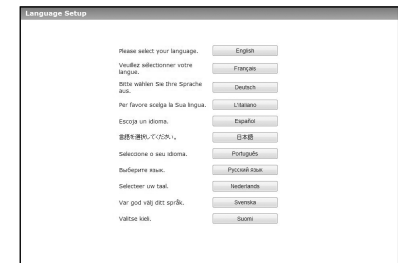 Language Setup
Please select your language. English
Veuillez sélectionner votre
langue. Français
Bitte wählen Sie Ihre Sprache
aus. Deutsch
Per favore scelga la Sua lingua. L'italiano
Escoja un idioma. Español
言語を選択してください。 日本語
Seleccione o seu idioma. Português
Выберите язык. Русский язык
Selecteer uw taal. Nederlands
Var god välj ditt språk. Svenska
Valitse kieli. Suomi